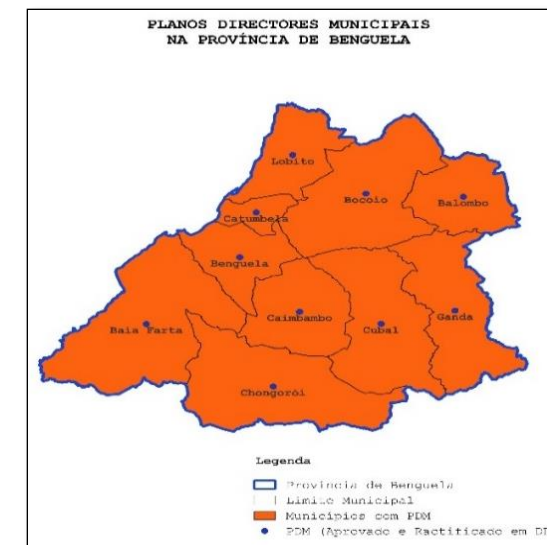 PLANOS DIRECTORES MUNICIPAIS
NA PROVÍNCIA DE BENGUELA
Lobito
Bocoio
Balombo
Catumbela
Benguela
Caimbambo
Ganda
Baia Farta
Cubal
Chongorói
Legenda
Província de Benguela
Limite Municipal
Municípios com PDM
PDM (Aprovado e Ractificado em D